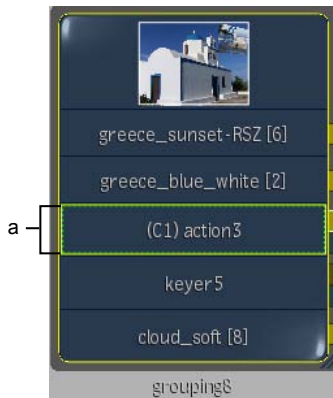 greece_sunset-RSZ [6]
greece_blue_white [2]
a
(C1) action3
keyer5
cloud_soft [8]
grouping8